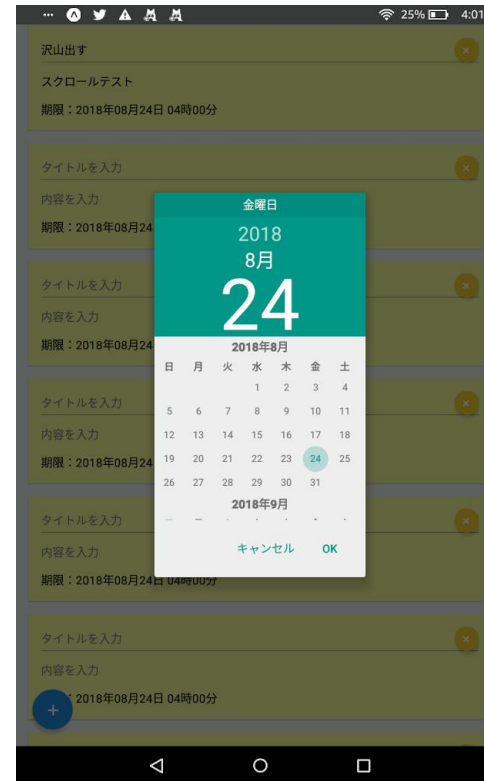 25% 4:01
沢山出す
スクロールテスト
期限：2018年08月24日 04時00分
タイトルを入力
内容を入力
期限：2018年08月24
タイトルを入力
内容を入力
期限：2018年08月24
タイトルを入力
内容を入力
期限：2018年08月24
タイトルを入力
内容を入力
期限：2018年08月24日 04時00分
タイトルを入力
内容を入力
2018年08月24日 04時00分
+
金曜日
2018
8月
24
2018年8月
日 月 火 水 木 金 土
1 2 3 4
5 6 7 8 9 10 11
12 13 14 15 16 17 18
19 20 21 22 23 24 25
26 27 28 29 30 31
2018年9月
キャンセル OK